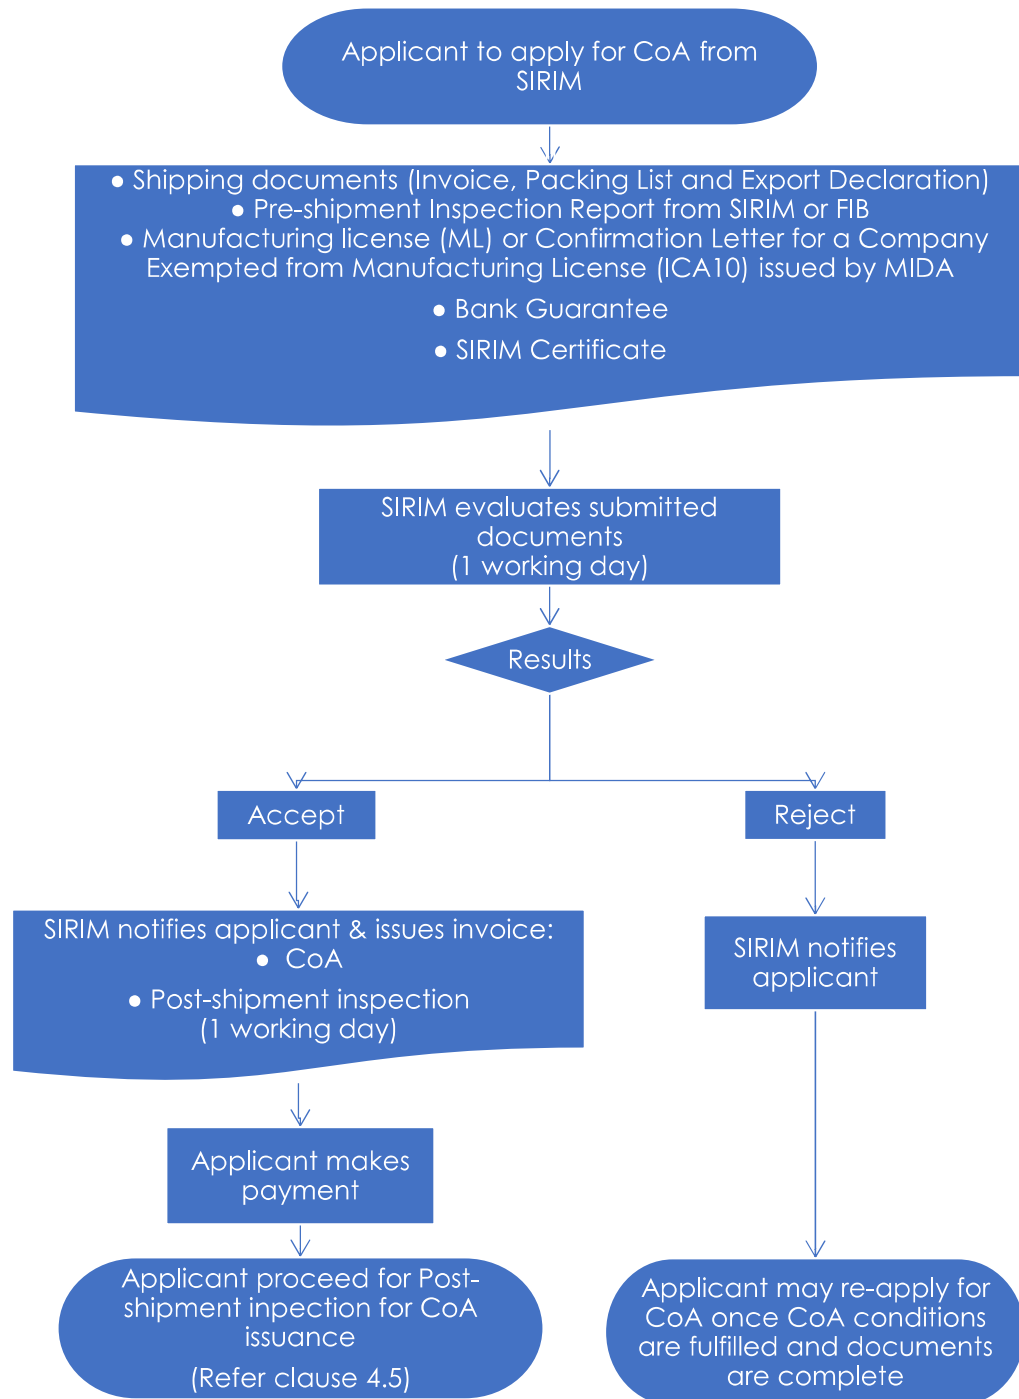 Applicant to apply for CoA from
SIRIM
● Shipping documents (Invoice, Packing List and Export Declaration)
● Pre-shipment Inspection Report from SIRIM or FIB
● Manufacturing license (ML) or Confirmation Letter for a Company
Exempted from Manufacturing License (ICA10) issued by MIDA
● Bank Guarantee
● SIRIM Certificate
SIRIM evaluates submitted
documents
(1 working day)
Results
Accept
Reject
SIRIM notifies applicant & issues invoice:
● CoA
● Post-shipment inspection
(1 working day)
SIRIM notifies
applicant
Applicant makes
payment
Applicant proceed for Post-
shipment inpection for CoA
issuance
(Refer clause 4.5)
Applicant may re-apply for
CoA once CoA conditions
are fulfilled and documents
are complete